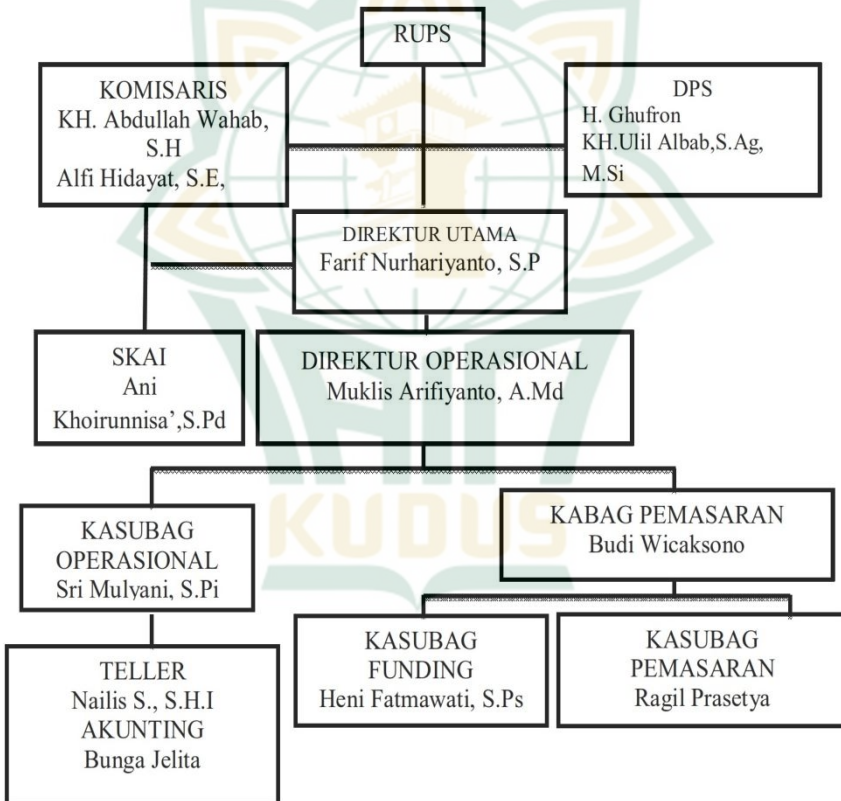 RUPS
KOMISARIS
KH. Abdullah Wahab,
S.H
Alfi Hidayat, S.E,
DPS
H. Ghufron
KH.Ulil Albab,S.Ag,
M.Si
DIREKTUR UTAMA
Farif Nurhariyanto, S.P
SKAI
Ani
Khoirunnisa’,S.Pd
DIREKTUR OPERASIONAL
Muklis Arifiyanto, A.Md
KASUBAG
OPERASIONAL
Sri Mulyani, S.Pi
KABAG PEMASARAN
Budi Wicaksono
TELLER
Nailis S., S.H.I
AKUNTING
Bunga Jelita
KASUBAG
FUNDING
Heni Fatmawati, S.Ps
KASUBAG
PEMASARAN
Ragil Prasetya
KUDUS